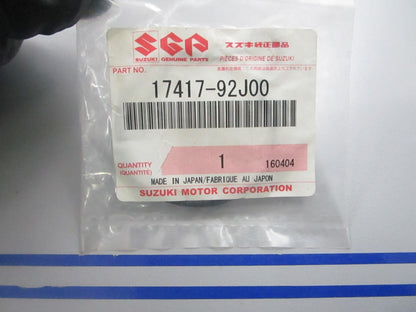 SGP
スズキ純正部品
SUZUKI GENUINE PARTS
PIÈCES D'ORIGINE DE SUZUKI
PART NO.
17417-92J00
QUANTITY
(QUANTITÉ)
1
160404
MADE IN JAPAN/FABRIQUE AU JAPON
SUZUKI MOTOR CORPORATION